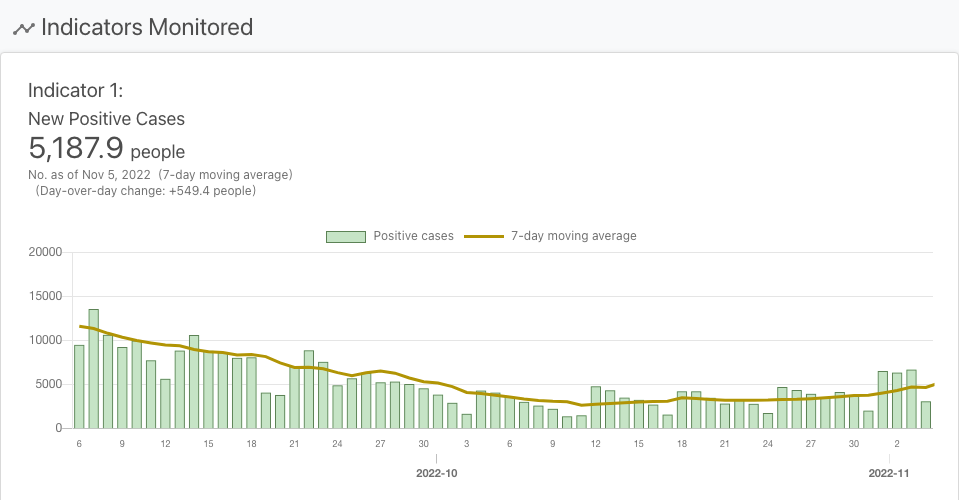 Indicators Monitored
Indicator 1:
New Positive Cases
5,187.9 people
No. as of Nov 5, 2022 (7-day moving average)
(Day-over-day change: +549.4 people)
Positive cases 7-day moving average
20000
15000
10000
5000
0
6 9 12 15 18 21 24 27 30 3 6 9 12 15 18 21 24 27 30 2
2022-10 2022-11